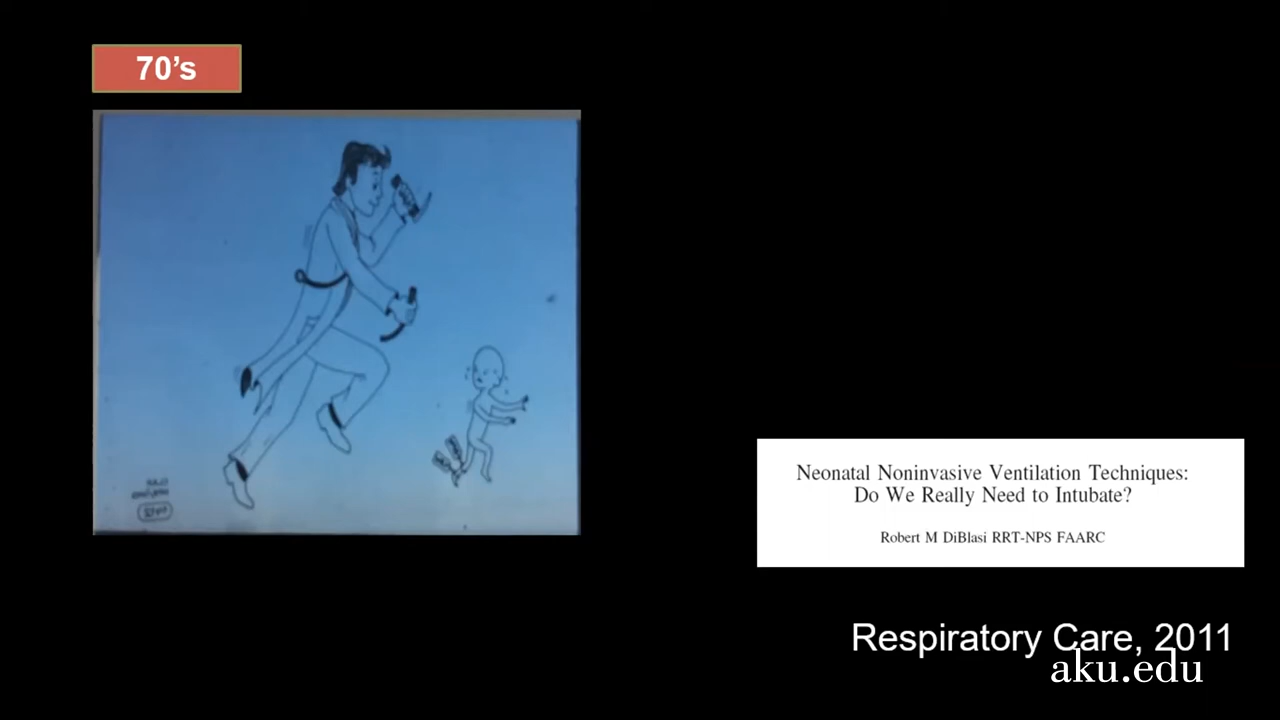 70's
Neonatal Noninvasive Ventilation Techniques:
Do We Really Need to Intubate?
Robert M DiBlasi RRT-NPS FAARC
Respiratory Care, 2011
aku.edu